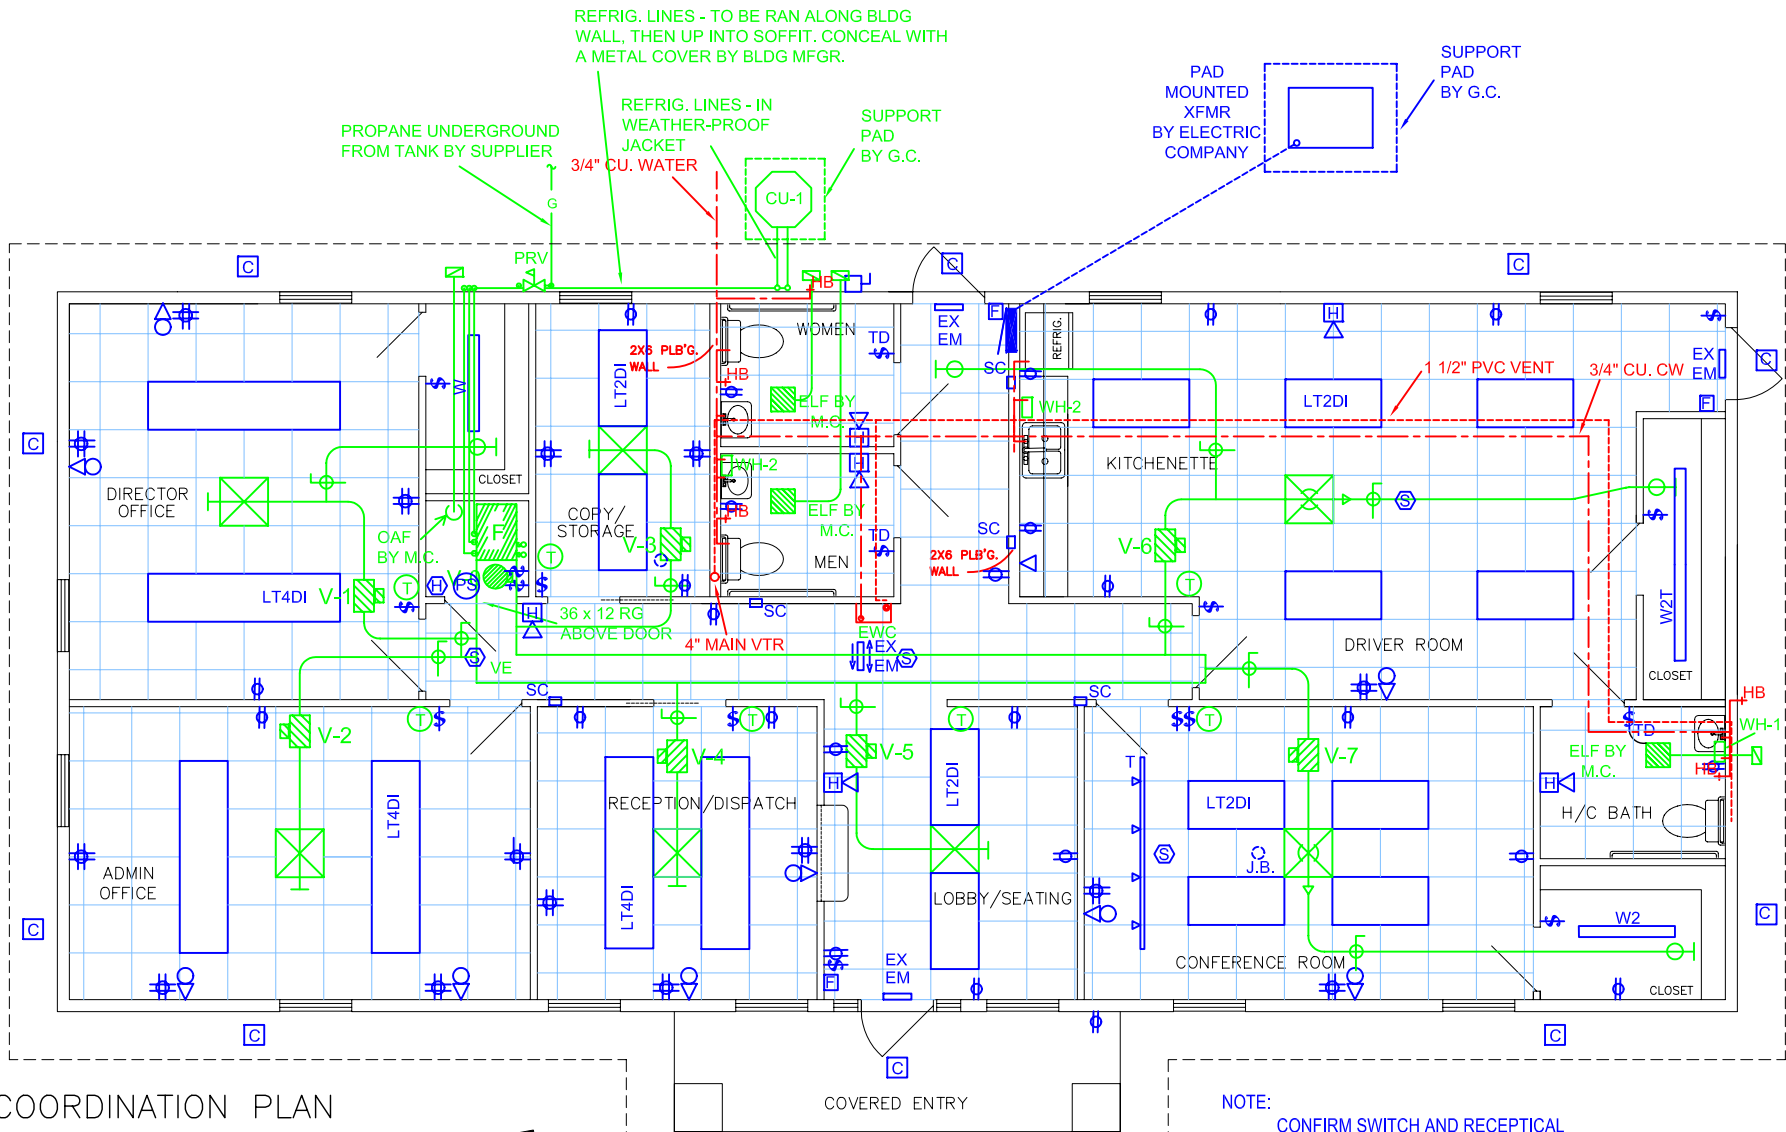 REFRIG. LINES - TO BE RAN ALONG BLDG
WALL, THEN UP INTO SOFFIT. CONCEAL WITH
A METAL COVER BY BLDG MFGR.
REFRIG. LINES - IN
WEATHER-PROOF
JACKET
SUPPORT
PAD
BY G.C.
PROPANE UNDERGROUND
FROM TANK BY SUPPLIER
3/4" CU. WATER
PAD
MOUNTED
XFMR
BY ELECTRIC
COMPANY
SUPPORT
PAD
BY G.C.
CU-1
G
PRV
HB
C
C
C
C
EX
EM
F
H
REFRIG.
SC
WOMEN
TD
2X6 PLB'G.
WALL
HB
LT2DI
W
ELF BY
M.C.
H
WH-2
LT2DI
1 1/2" PVC VENT
3/4" CU. CW
EX
EM
F
C
DIRECTOR
OFFICE
CLOSET
COPY/
STORAGE
WH-2
H
KITCHENETTE
S
HB
ELF BY
M.C.
TD
SC
MEN
2X6 PLB'G.
WALL
OAF
BY M.C.
F
T
V-3
V-6
T
LT4DI
V-1
T
H
PS
H
36 x 12 RG
ABOVE DOOR
SC
4" MAIN VTR
EWC
EX
EM
S
S
VE
DRIVER ROOM
W2T
CLOSET
SC
SC
T
V-2
T
V-4
T
V-5
T
V-7
TD
HB
WH-1
HB
ELF BY
M.C.
H
H
T
RECEPTION/DISPATCH
LT2DI
LT2DI
LT4DI
LT4DI
H/C BATH
S
J.B.
ADMIN
OFFICE
LOBBY/SEATING
CONFERENCE ROOM
W2
CLOSET
C
F
EX
EM
C
C
C
C
C
COVERED ENTRY
COORDINATION PLAN
NOTE:
CONFIRM SWITCH AND RECEPTICAL